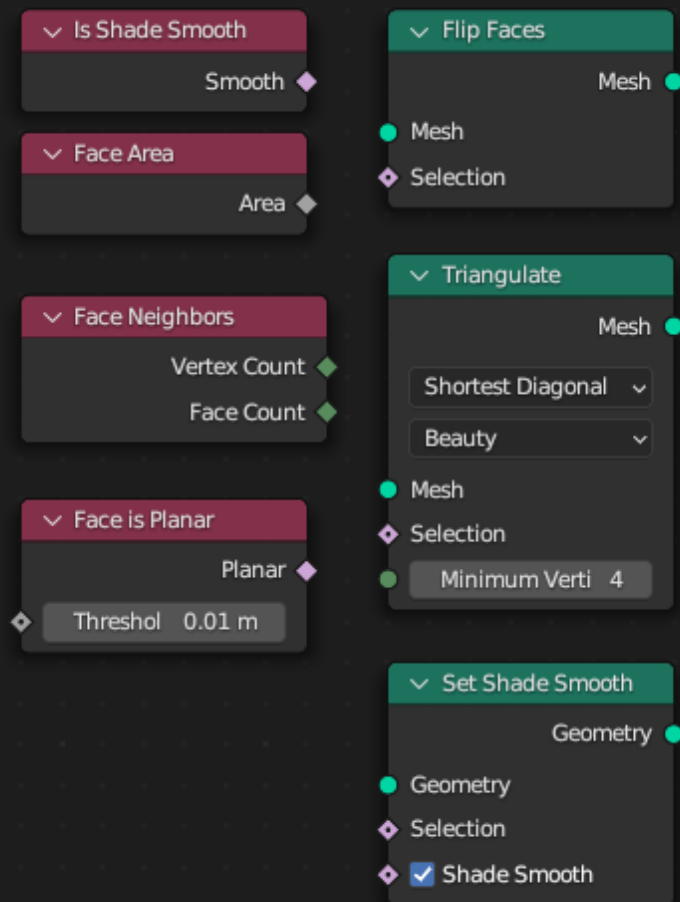 Is Shade Smooth
Smooth
Face Area
Area
Face Neighbors
Vertex Count
Face Count
Face is Planar
Planar
Threshol 0.01 m
Flip Faces
Mesh
Mesh
Selection
Triangulate
Mesh
Shortest Diagonal
Beauty
Mesh
Selection
Minimum Verti 4
Set Shade Smooth
Geometry
Geometry
Selection
Shade Smooth